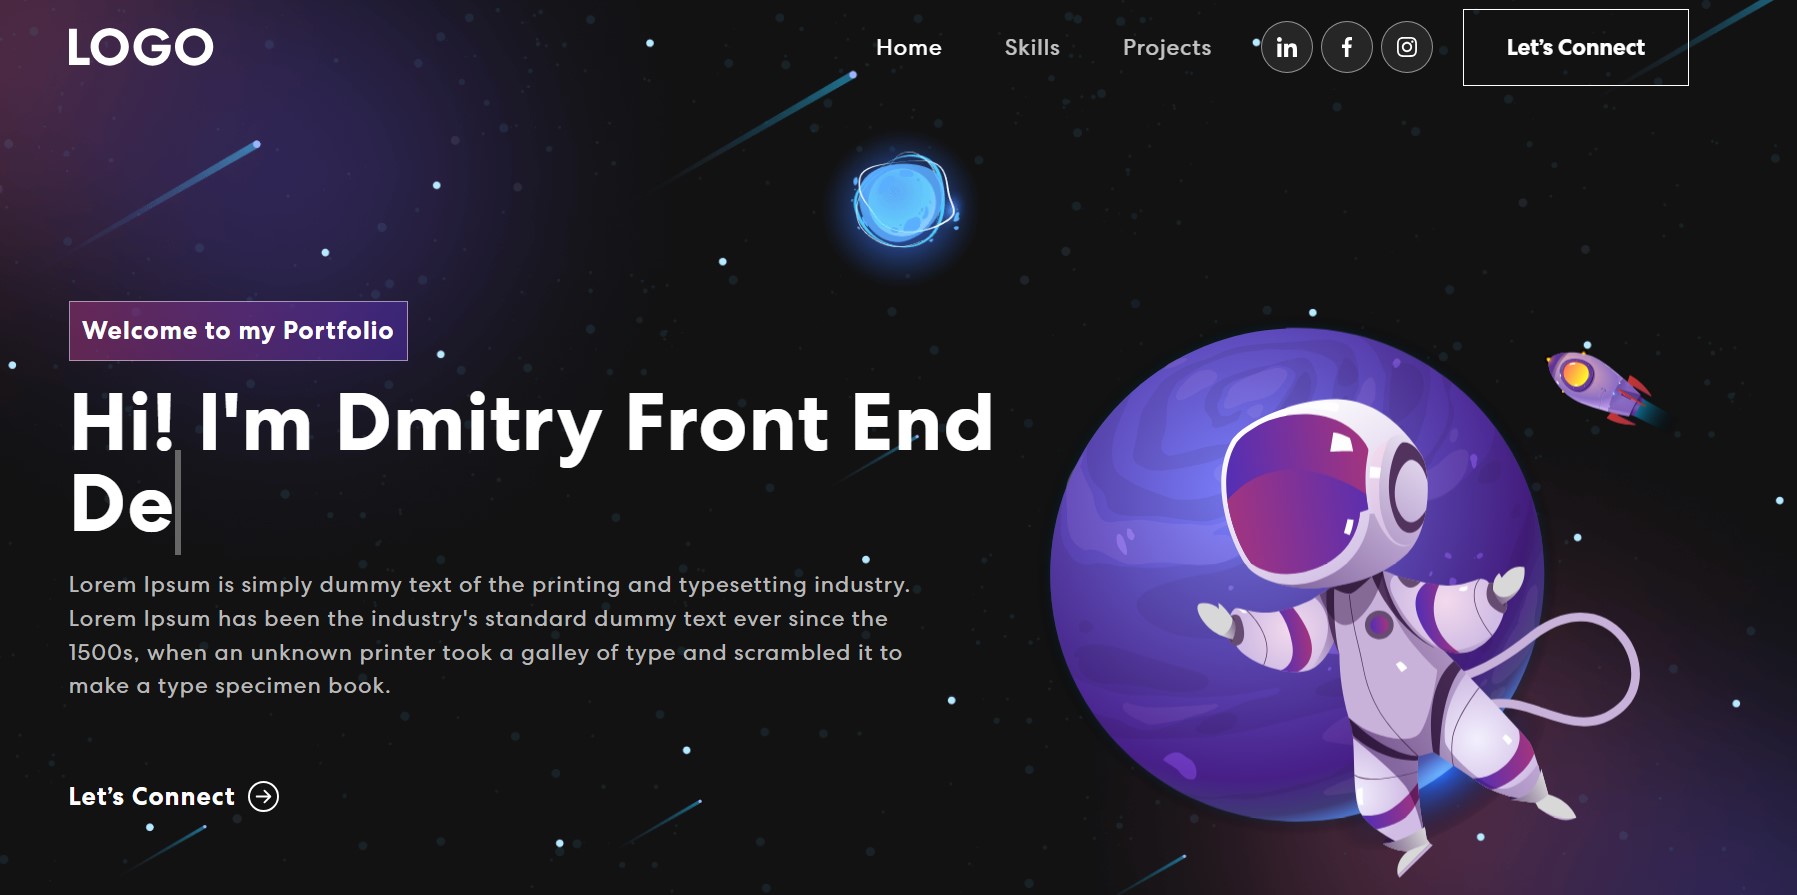 LOGO
Home Skills Projects in f Let’s Connect
Welcome to my Portfolio
Hi! I'm Dmitry Front End
De
Lorem Ipsum is simply dummy text of the printing and typesetting industry.
Lorem Ipsum has been the industry's standard dummy text ever since the
1500s, when an unknown printer took a galley of type and scrambled it to
make a type specimen book.
Let’s Connect